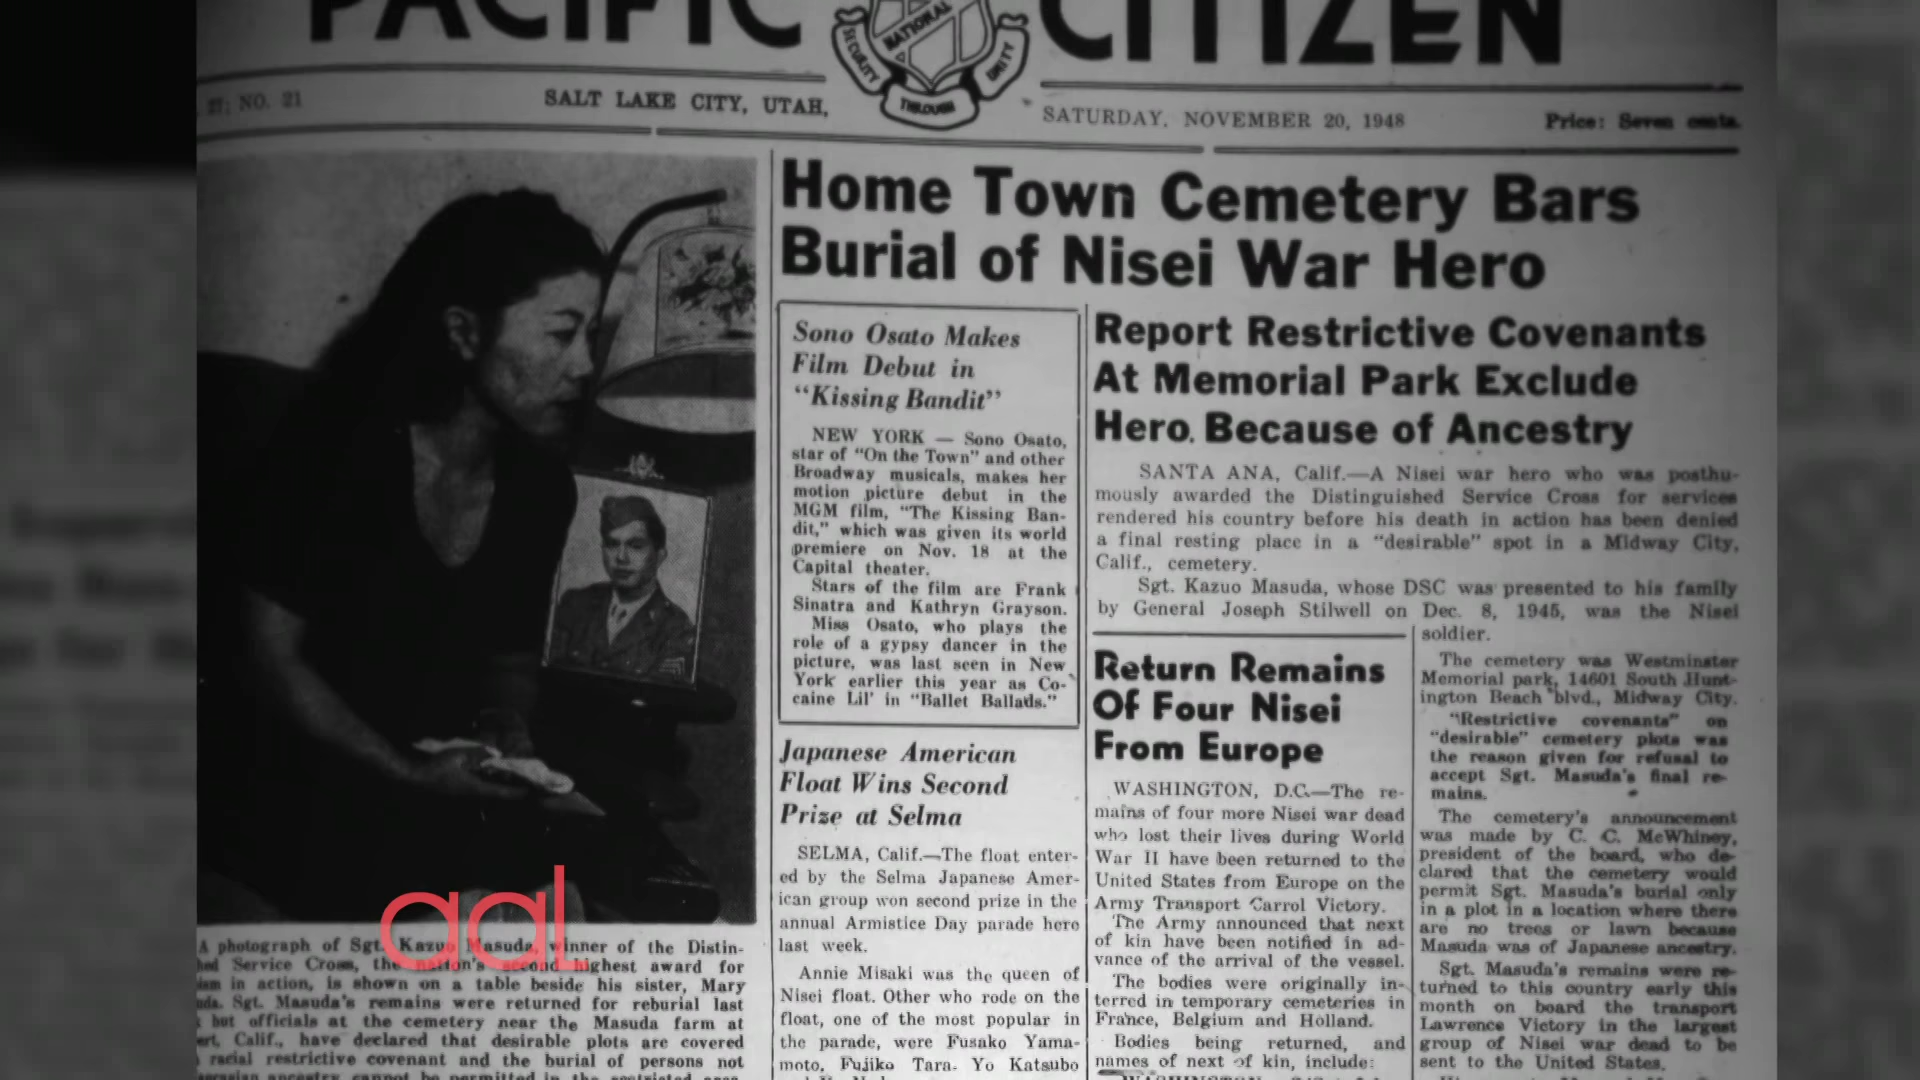 PACIFIC CITIZEN
SECURITY
NATIONAL
UNITY
THROUGH
27; NO. 21
SALT LAKE CITY, UTAH,
SATURDAY, NOVEMBER 20, 1948
Price: Seven cents.
Home Town Cemetery Bars
Burial of Nisei War Hero
A photograph of Sgt. Kazuo Masuda, winner of the Distin-
Service Cross, the nation's second highest award for
in action, is shown on a table beside his sister, Mary
Sgt. Masuda's remains were returned for reburial last
but officials at the cemetery near the Masuda farm at
Calif., have declared that desirable plots are covered
racial restrictive covenant and the burial of persons not
ancestry cannot be permitted in the
aal
Sono Osato Makes
Film Debut in
"Kissing Bandit"
NEW YORK — Sono Osato,
star of "On the Town" and other
Broadway musicals, makes her
motion picture debut in the
MGM film, "The Kissing Ban-
dit," which was given its world
premiere on Nov. 18 at the
Capital theater.
Stars of the film are Frank
Sinatra and Kathryn Grayson.
Miss Osato, who plays the
role of a gypsy dancer in the
picture, was last seen in New
York earlier this year as Co-
caine Lil' in "Ballet Ballads."
Japanese American
Float Wins Second
Prize at Selma
SELMA, Calif.—The float enter-
ed by the Selma Japanese Amer-
ican group won second prize in the
annual Armistice Day parade here
last week.
Annie Misaki was the queen of
Nisei float. Other who rode on the
float, one of the most popular in
the parade, were Fusako Yama-
moto, Fujiko Tara. Yo Katsubo
Report Restrictive Covenants
At Memorial Park Exclude
Hero. Because of Ancestry
SANTA ANA, Calif.—A Nisei war hero who was posthu-
mously awarded the Distinguished Service Cross for services
rendered his country before his death in action has been denied
a final resting place in a "desirable" spot in a Midway City,
Calif., cemetery.
Sgt. Kazuo Masuda, whose DSC was presented to his family
by General Joseph Stilwell on Dec. 8, 1945, was the Nisei
soldier.
The cemetery was Westminster
Memorial park, 14601 South Hunt-
ington Beach blvd., Midway City.
"Restrictive covenants" on
"desirable" cemetery plots was
the reason given for refusal to
accept Sgt. Masuda's final re-
mains.
The cemetery's announcement
was made by C. C. McWhiney,
president of the board, who de-
clared that the cemetery would
permit Sgt. Masuda's burial only
in a plot in a location where there
are no trees or lawn because
Masuda was of Japanese ancestry.
Sgt. Masuda's remains were re-
turned to this country early this
month on board the transport
Lawrence Victory in the largest
group of Nisei war dead to be
sent to the United States.
Return Remains
Of Four Nisei
From Europe
WASHINGTON, D.C.—The re-
mains of four more Nisei war dead
who lost their lives during World
War II have been returned to the
United States from Europe on the
Army Transport Carrol Victory.
The Army announced that next
of kin have been notified in ad-
vance of the arrival of the vessel.
The bodies were originally in-
terred in temporary cemeteries in
France, Belgium and Holland.
Bodies being returned, and
names of next of kin, include: